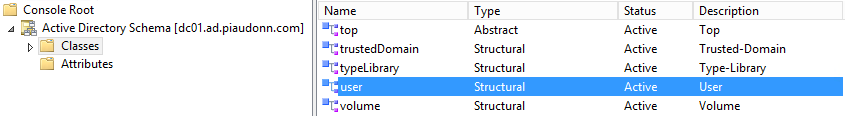 Console Root
Active Directory Schema [dc01.ad.piaudonn.com]
Classes
Attributes
Name Type Status Description
top Abstract Active Top
trustedDomain Structural Active Trusted-Domain
typeLibrary Structural Active Type-Library
user Structural Active User
volume Structural Active Volume